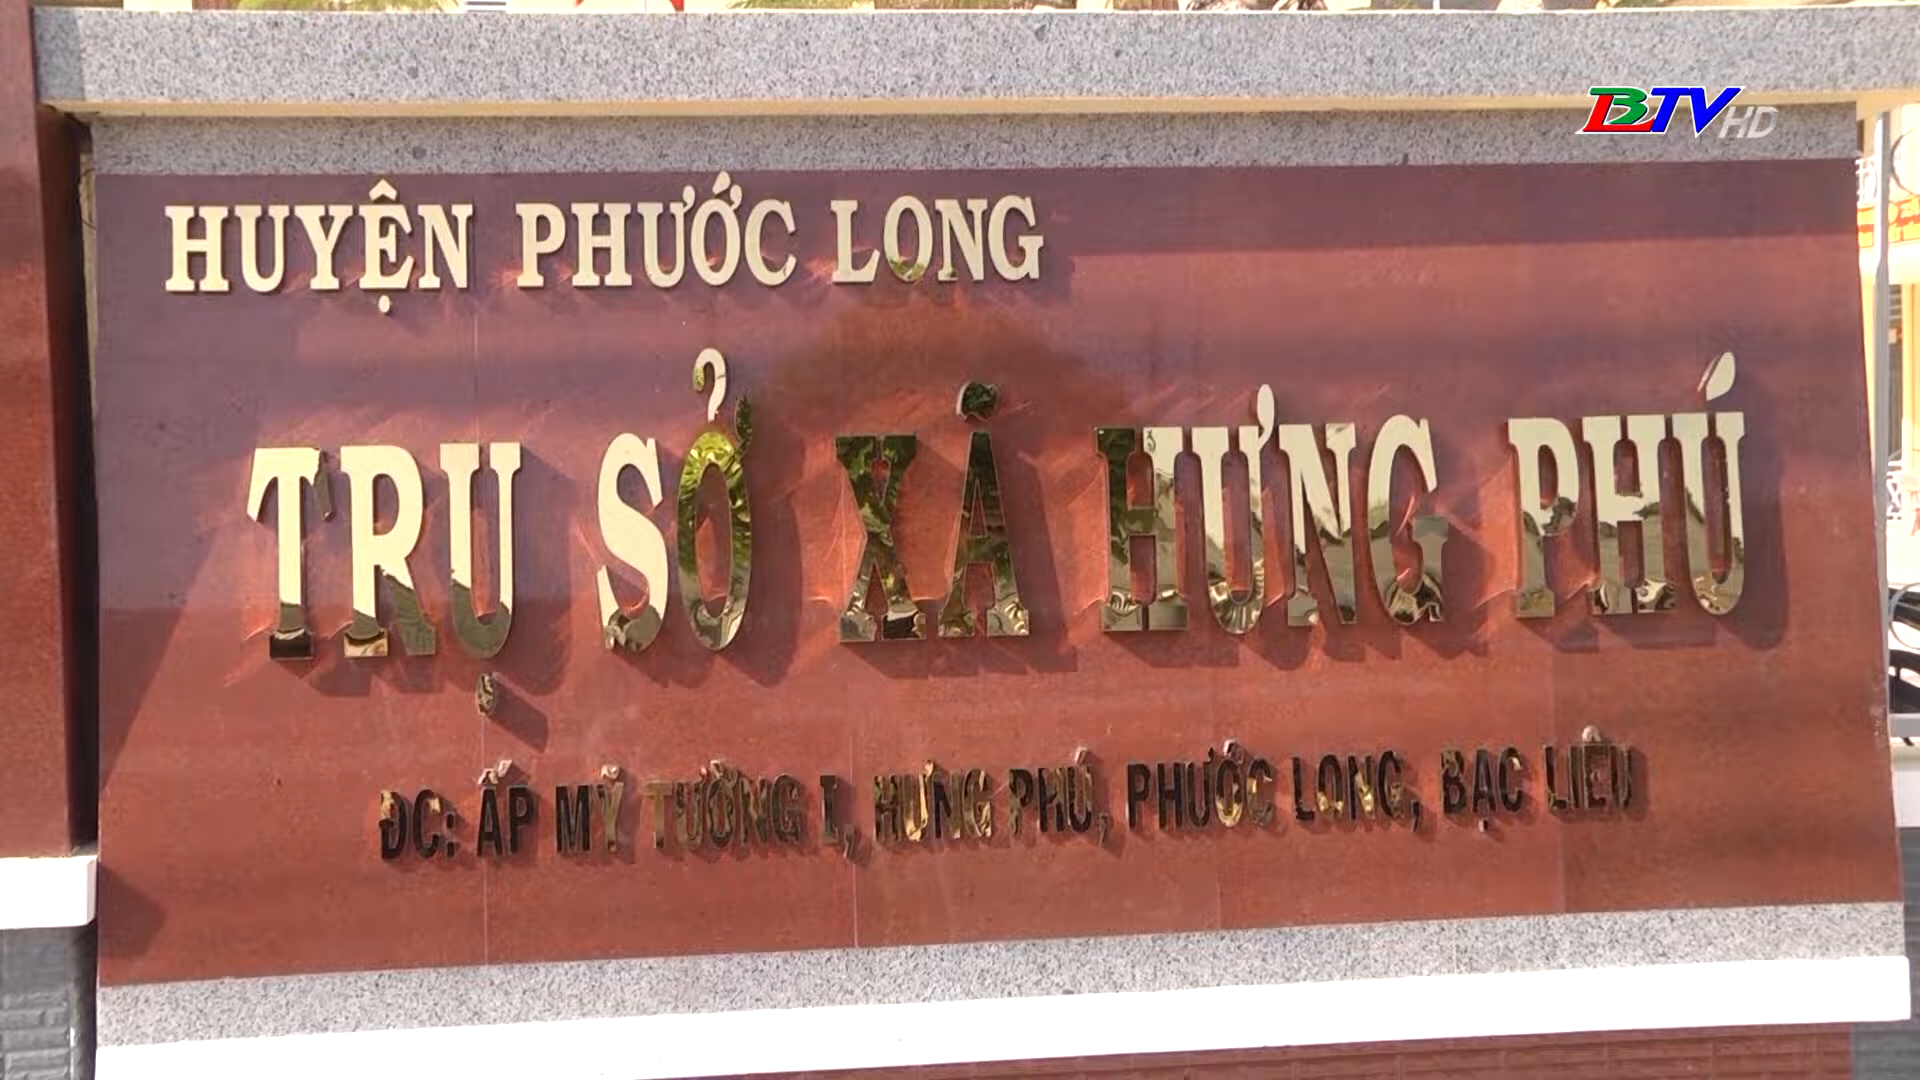 BTV HD
HUYỆN PHƯỚC LONG
TRỤ SỞ XÃ HƯNG PHÚ
ĐC: ẤP MỸ TƯỜNG I, HƯNG PHÚ, PHƯỚC LONG, BẠC LIÊU